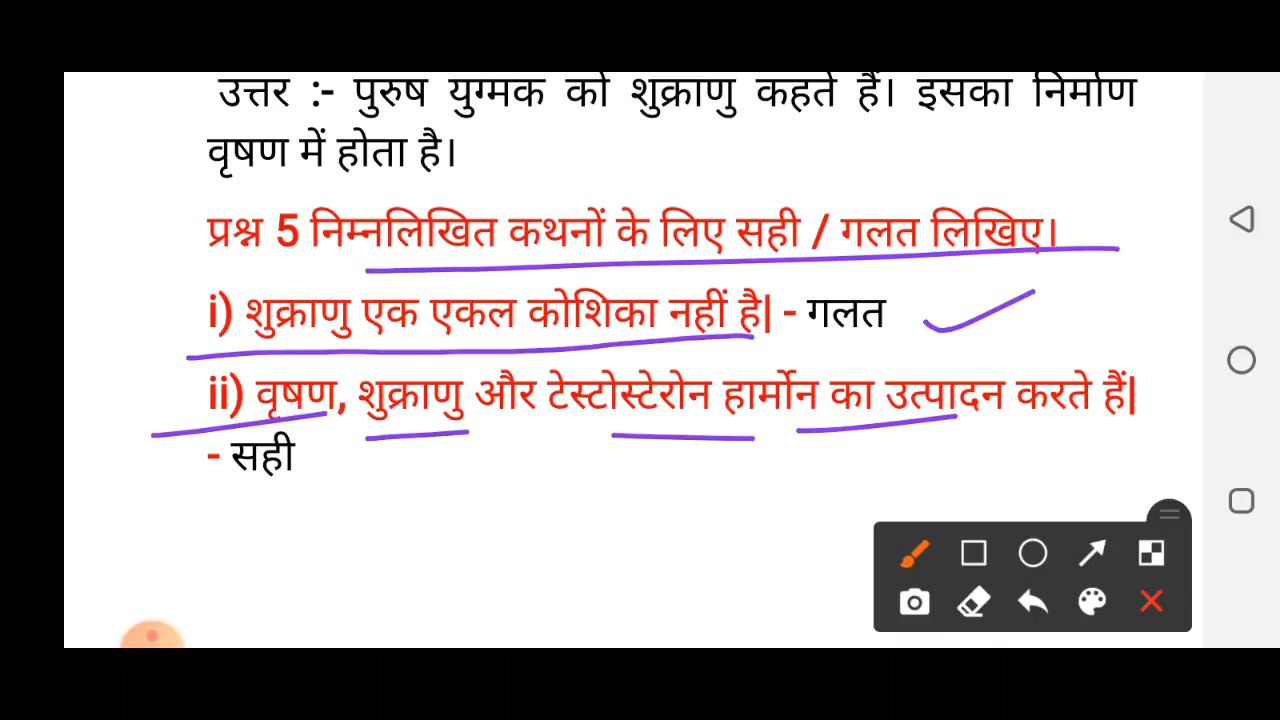 उत्तर :- पुरुष युग्मक को शुक्राणु कहते हैं। इसका निर्माण
वृषण में होता है।
प्रश्न 5 निम्नलिखित कथनों के लिए सही / गलत लिखिए।
i) शुक्राणु एक एकल कोशिका नहीं है| - गलत
ii) वृषण, शुक्राणु और टेस्टोस्टेरोन हार्मोन का उत्पादन करते हैं|
- सही